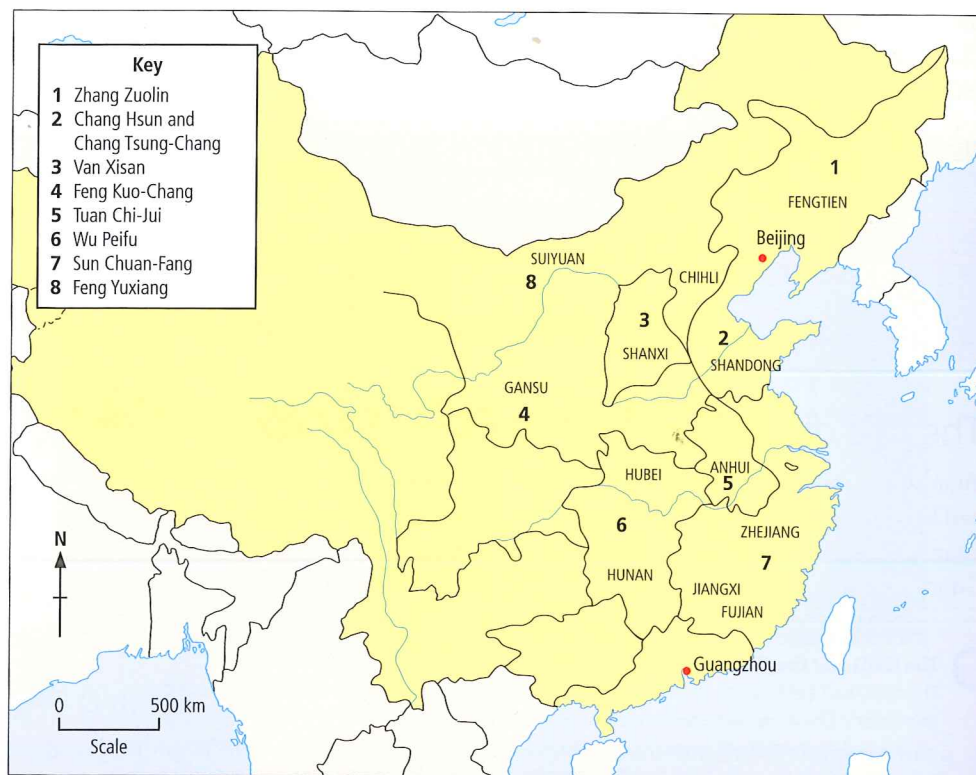 Key
1 Zhang Zuolin
2 Chang Hsun and
Chang Tsung-Chang
3 Van Xisan
4 Feng Kuo-Chang
5 Tuan Chi-Jui
6 Wu Peifu
7 Sun Chuan-Fang
8 Feng Yuxiang
1
FENGTIEN
Beijing
SUIYUAN
8
CHIHLI
3
SHANXI
2
SHANDONG
GANSU
4
HUBEI
ANHUI
5
6
ZHEJIANG
7
HUNAN
JIANGXI
FUJIAN
Guangzhou
N
0 500 km
Scale